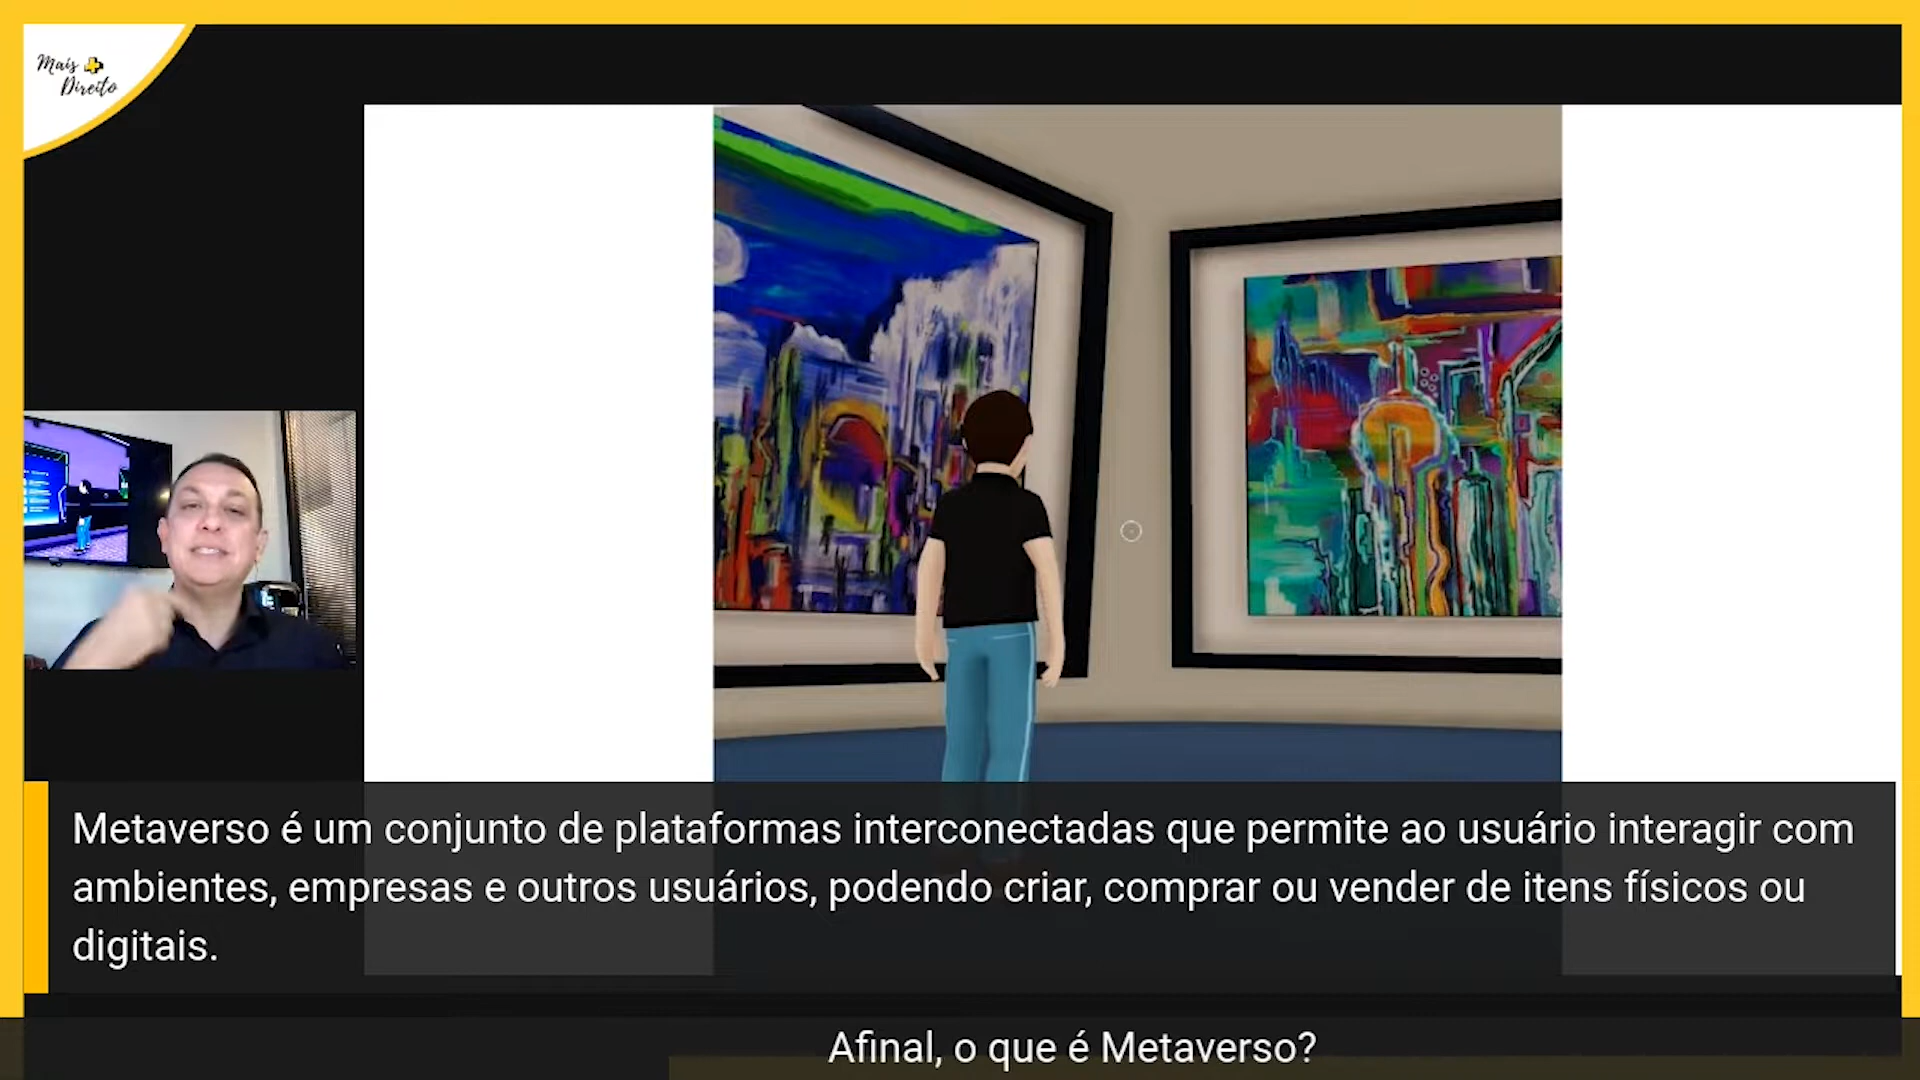 Mais
Direito
Metaverso é um conjunto de plataformas interconectadas que permite ao usuário interagir com
ambientes, empresas e outros usuários, podendo criar, comprar ou vender de itens físicos ou
digitais.
Afinal, o que é Metaverso?